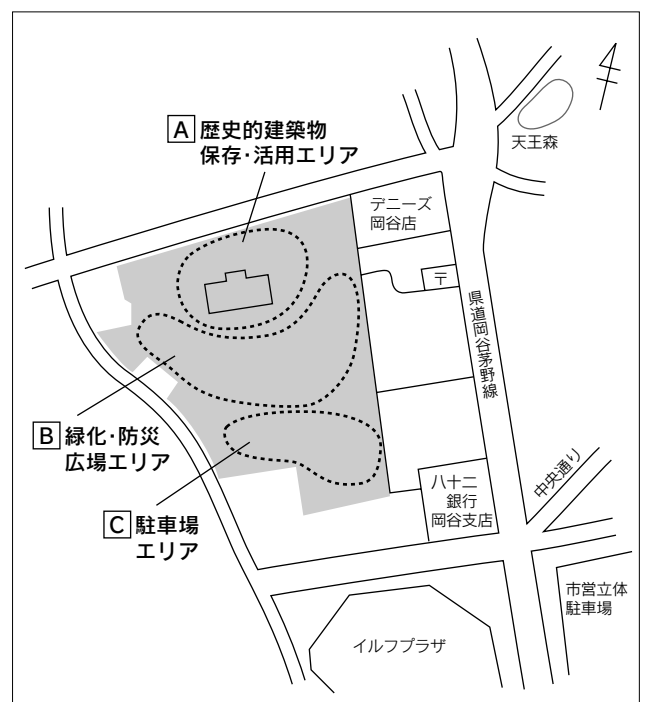 A 歴史的建築物
保存・活用エリア
天王森
デニーズ
岡谷店
〒
県道岡谷茅野線
B 緑化・防災
広場エリア
C 駐車場
エリア
八十二
銀行
岡谷支店
中央通り
市営立体
駐車場
イルフプラザ